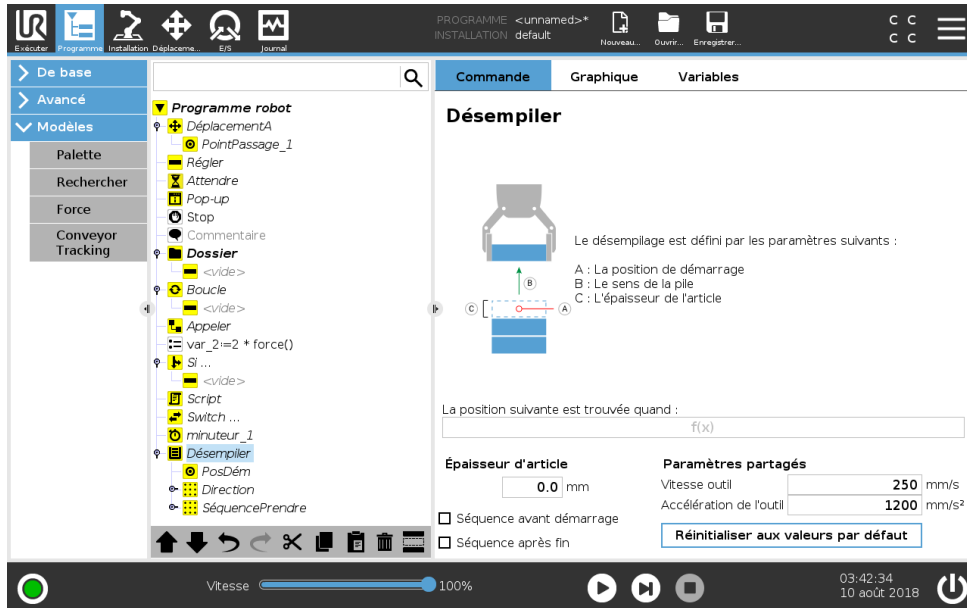 UR
Exécuter
Programme
Installation
Déplaceme...
E/S
Journal
PROGRAMME <unnamed>*
INSTALLATION default
Nouveau...
Ouvrir...
Enregistrer...
C C
C C
De base
Avancé
Modèles
Palette
Rechercher
Force
Conveyor
Tracking
Programme robot
DéplacementA
PointPassage_1
Régler
Attendre
Pop-up
Stop
Commentaire
Dossier
<vide>
Boucle
<vide>
Appeler
var_2:=2 * force()
Si ...
<vide>
Script
Switch ...
minuteur_1
Désempiler
PosDém
Direction
SéquencePrendre
Commande
Graphique
Variables
Désempiler
Le désempilage est défini par les paramètres suivants :
A : La position de démarrage
B : Le sens de la pile
C : L'épaisseur de l'article
B
C
A
La position suivante est trouvée quand :
f(x)
Épaisseur d'article
0.0 mm
Séquence avant démarrage
Séquence après fin
Paramètres partagés
Vitesse outil 250 mm/s
Accélération de l'outil 1200 mm/s²
Réinitialiser aux valeurs par défaut
Vitesse 100%
03:42:34
10 août 2018